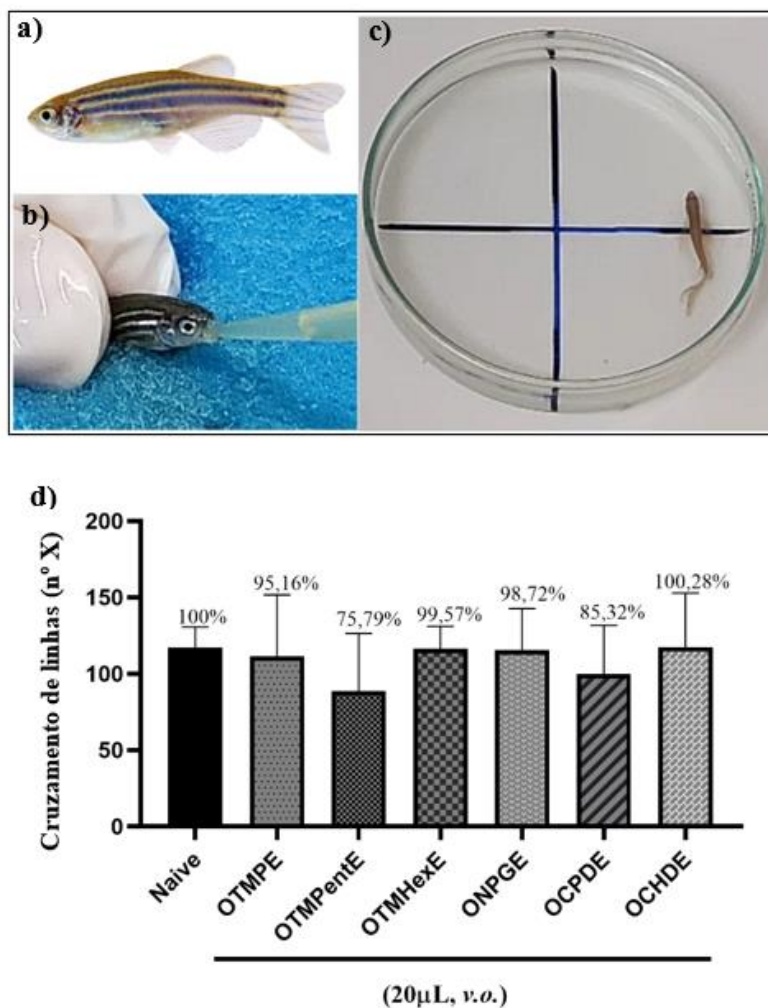 a)
b)
c)
d)
Cruzamento de linhas (nº X)
200
150
100
50
0
100%
95,16%
75,79%
99,57%
98,72%
85,32%
100,28%
Naive
OTMPE
OTMPentE
OTMHexE
ONPGE
OCPDE
OCHDE
(20µL, v.o.)